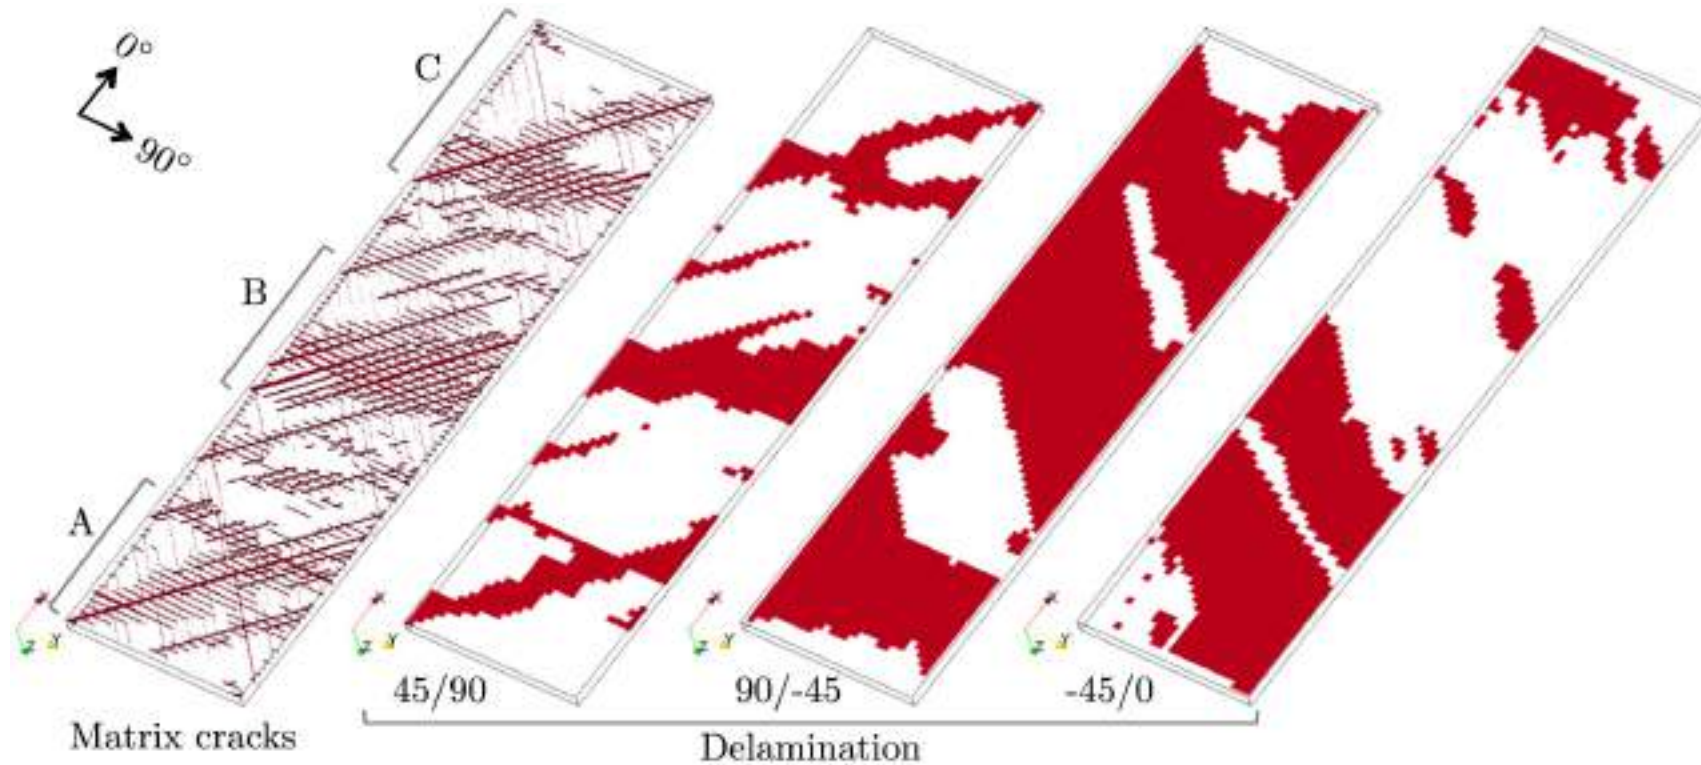 0°
90°
C
B
A
X
Z Y
X
Z Y
X
Z Y
X
Z Y
45/90
90/-45
-45/0
Matrix cracks
Delamination